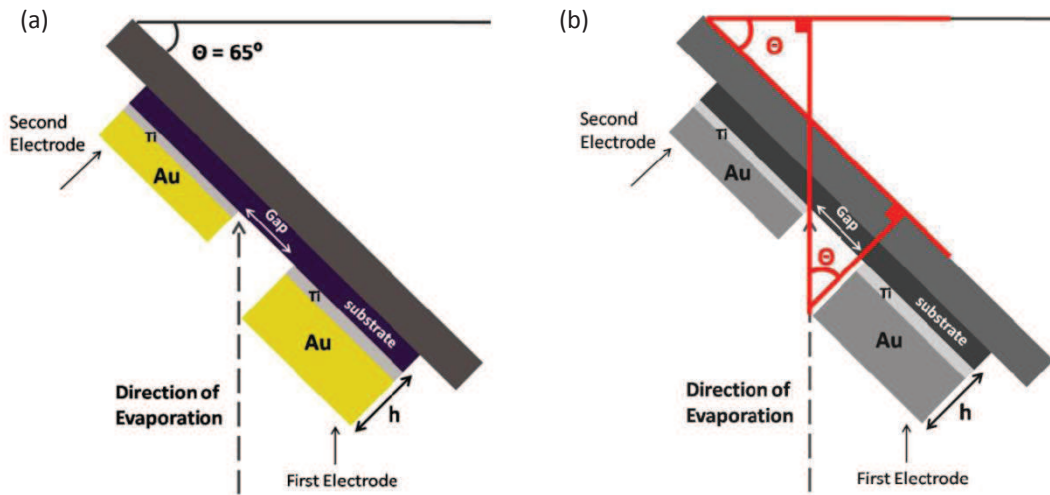 (a)
Θ = 65º
Second
Electrode
Ti
Au
Gap
Ti
substrate
Au
Direction of
Evaporation
h
First Electrode
(b)
Θ
Second
Electrode
Ti
Au
Gap
Θ
Ti
substrate
Au
Direction of
Evaporation
h
First Electrode